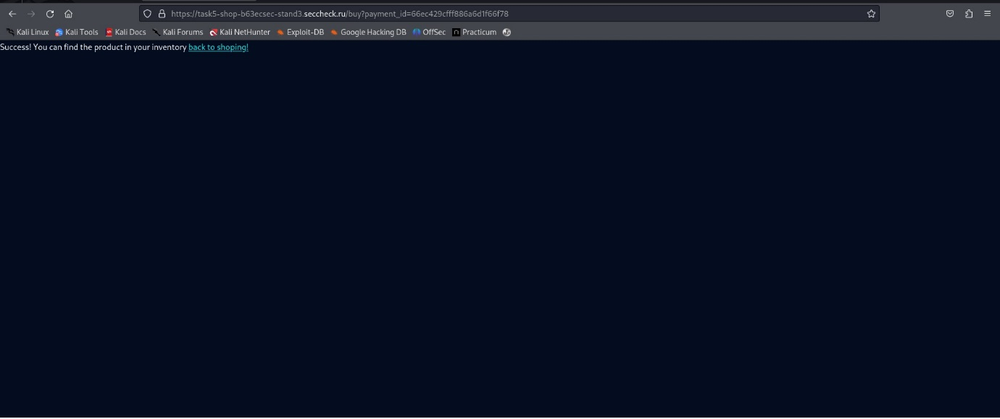 https://task5-shop-b63ecsec-stand3.seccheck.ru/buy?payment_id=66ec429cfff886a6d1f66f78
Kali Linux Kali Tools Kali Docs Kali Forums Kali NetHunter Exploit-DB Google Hacking DB OffSec Practicum
Success! You can find the product in your inventory back to shoping!